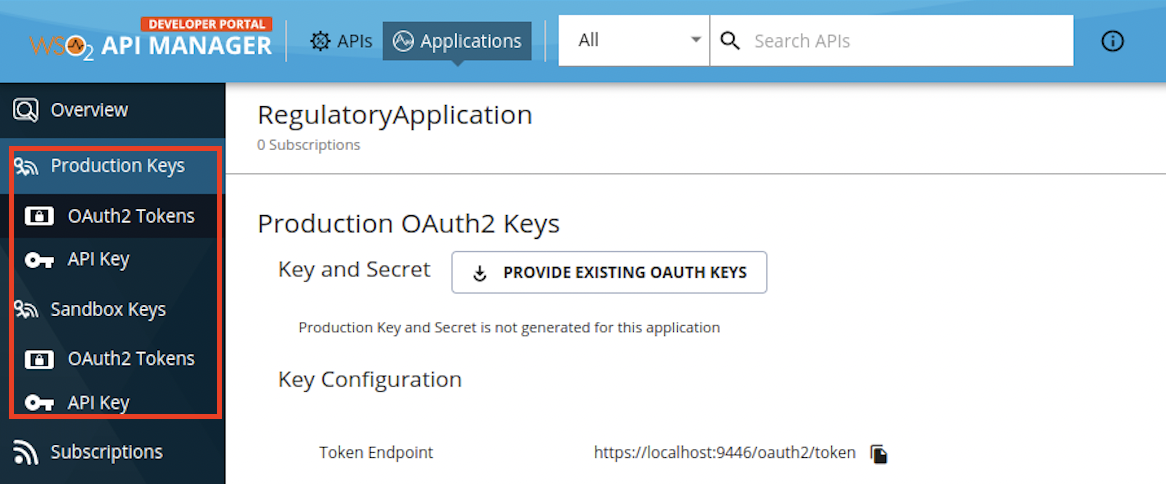 DEVELOPER PORTAL
WSO2 API MANAGER
APIs
Applications
All
Search APIs
Overview
Production Keys
OAuth2 Tokens
API Key
Sandbox Keys
OAuth2 Tokens
API Key
Subscriptions
RegulatoryApplication
0 Subscriptions
Production OAuth2 Keys
Key and Secret
PROVIDE EXISTING OAUTH KEYS
Production Key and Secret is not generated for this application
Key Configuration
Token Endpoint
https://localhost:9446/oauth2/token